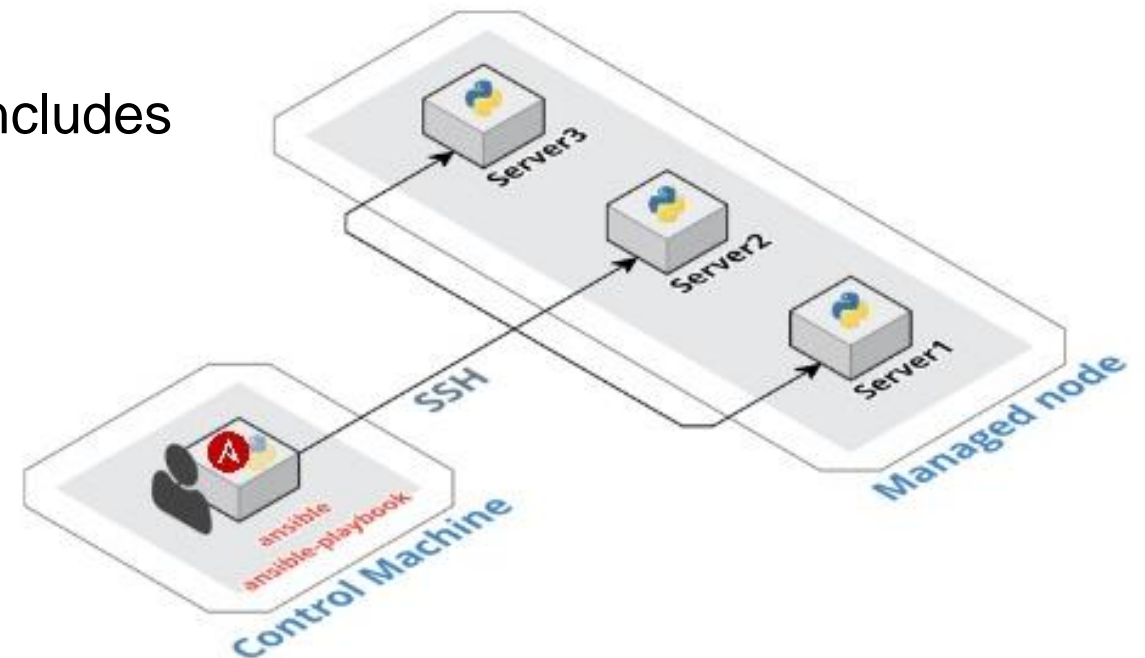 ncludes
Server3
Server2
Server1
SSH
Managed node
ansible
ansible-playbook
Control Machine